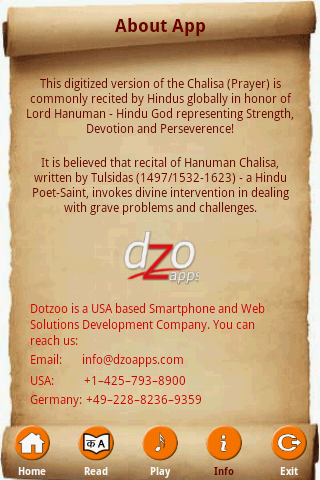 About App
This digitized version of the Chalisa (Prayer) is
commonly recited by Hindus globally in honor of
Lord Hanuman - Hindu God representing Strength,
Devotion and Perseverence!
It is believed that recital of Hanuman Chalisa,
written by Tulsidas (1497/1532-1623) - a Hindu
Poet-Saint, invokes divine intervention in dealing
with grave problems and challenges.
dzo
apps
Dotzoo is a USA based Smartphone and Web
Solutions Development Company. You can
reach us:
Email: info@dzoapps.com
USA: +1-425-793-8900
Germany: +49-228-8236-9359
क A
i
Home Read Play Info Exit